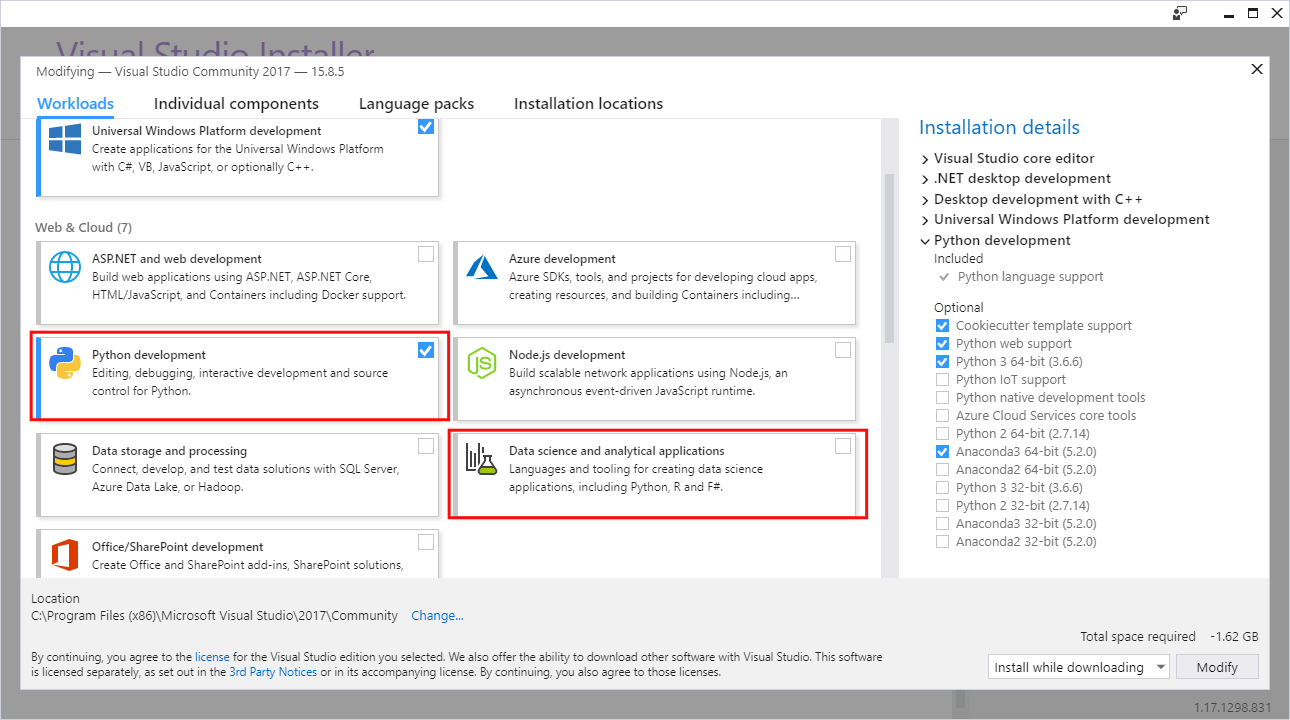 Visual Studio Installer
Modifying — Visual Studio Community 2017 — 15.8.5
Workloads
Individual components
Language packs
Installation locations
Universal Windows Platform development
Create applications for the Universal Windows Platform
with C#, VB, JavaScript, or optionally C++.
Web & Cloud (7)
ASP.NET and web development
Build web applications using ASP.NET, ASP.NET Core,
HTML/JavaScript, and Containers including Docker support.
Azure development
Azure SDKs, tools, and projects for developing cloud apps,
creating resources, and building Containers including...
Python development
Editing, debugging, interactive development and source
control for Python.
Node.js development
Build scalable network applications using Node.js, an
asynchronous event-driven JavaScript runtime.
Data storage and processing
Connect, develop, and test data solutions with SQL Server,
Azure Data Lake, or Hadoop.
Data science and analytical applications
Languages and tooling for creating data science
applications, including Python, R and F#.
Office/SharePoint development
Create Office and SharePoint add-ins, SharePoint solutions,
Installation details
Visual Studio core editor
.NET desktop development
Desktop development with C++
Universal Windows Platform development
Python development
Included
Python language support
Optional
Cookiecutter template support
Python web support
Python 3 64-bit (3.6.6)
Python IoT support
Python native development tools
Azure Cloud Services core tools
Python 2 64-bit (2.7.14)
Anaconda3 64-bit (5.2.0)
Anaconda2 64-bit (5.2.0)
Python 3 32-bit (3.6.6)
Python 2 32-bit (2.7.14)
Anaconda3 32-bit (5.2.0)
Anaconda2 32-bit (5.2.0)
Location
C:\Program Files (x86)\Microsoft Visual Studio\2017\Community Change...
Total space required -1.62 GB
By continuing, you agree to the license for the Visual Studio edition you selected. We also offer the ability to download other software with Visual Studio. This software
is licensed separately, as set out in the 3rd Party Notices or in its accompanying license. By continuing, you also agree to those licenses.
Install while downloading
Modify
1.17.1298.831